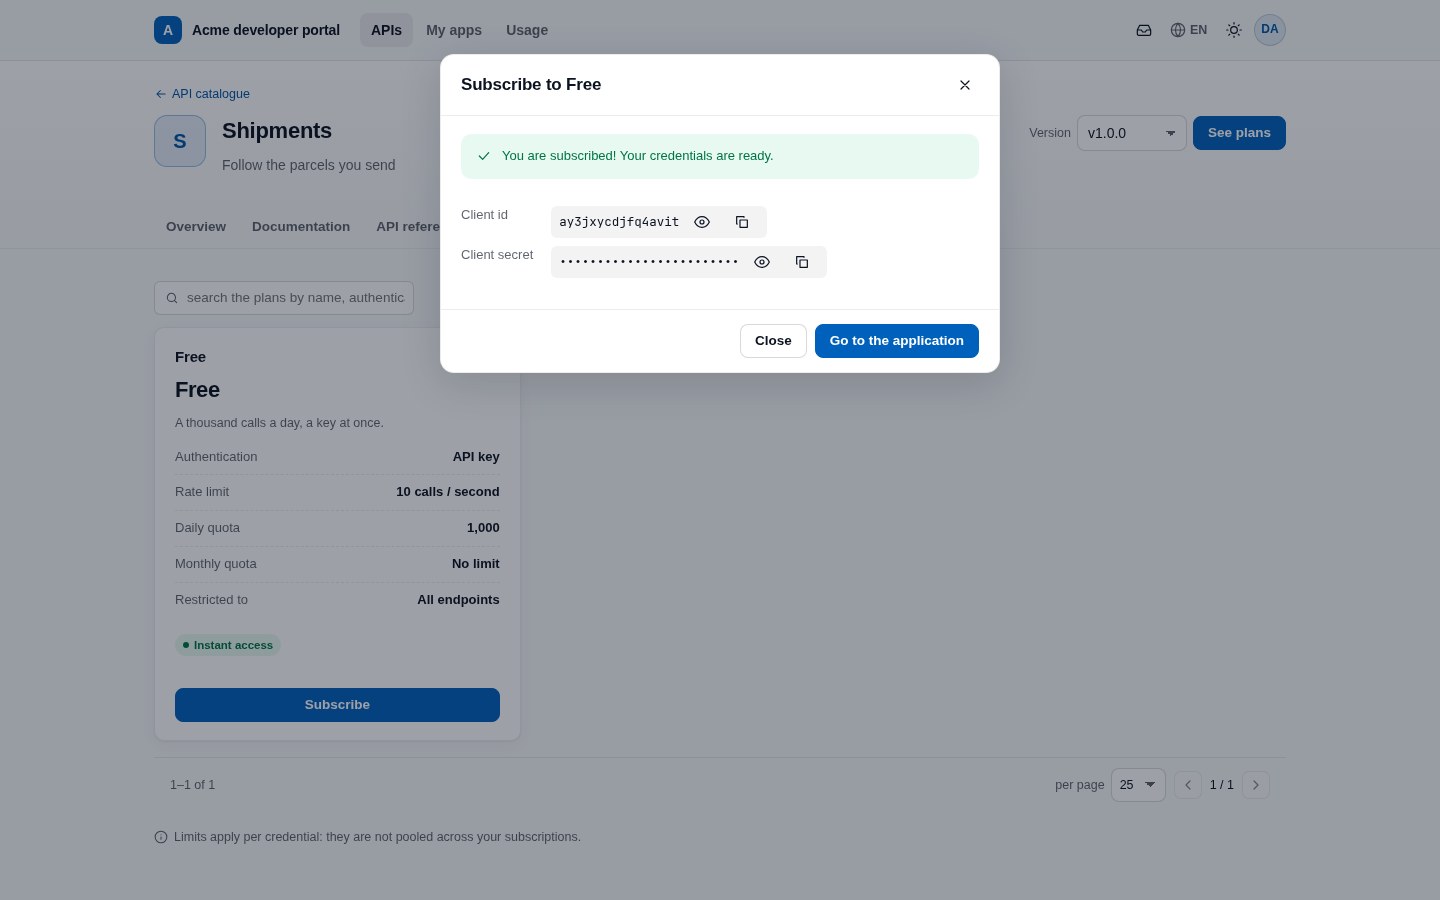 A Acme developer portal APIs My apps Usage EN DA
Subscribe to Free
API catalogue
S Shipments
Follow the parcels you send
Version v1.0.0 See plans
You are subscribed! Your credentials are ready.
Client id ay3jxycdjfq4avit
Client secret ••••••••••••••••••••••••
Overview Documentation API refere
Close Go to the application
search the plans by name, authentic
Free
Free
A thousand calls a day, a key at once.
Authentication API key
Rate limit 10 calls / second
Daily quota 1,000
Monthly quota No limit
Restricted to All endpoints
Instant access
Subscribe
1–1 of 1 per page 25 1 / 1
Limits apply per credential: they are not pooled across your subscriptions.